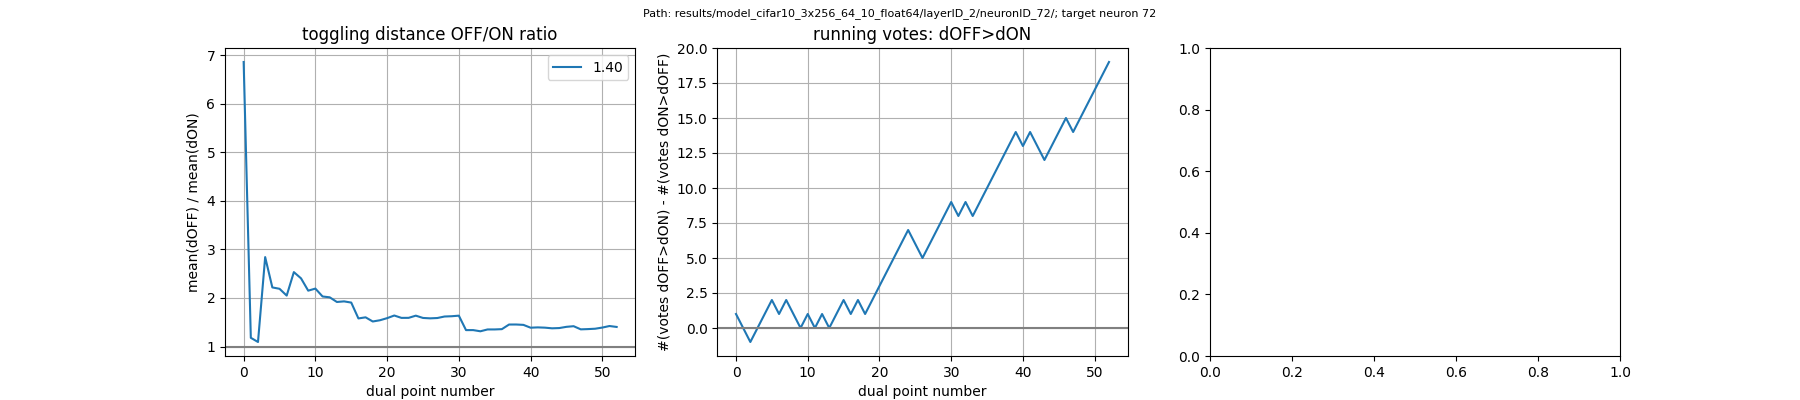 Path: results/model_cifar10_3x256_64_10_float64/layerID_2/neuronID_72/; target neuron 72
toggling distance OFF/ON ratio
mean(dOFF) / mean(dON)
7
6
5
4
3
2
1
1.40
0 10 20 30 40 50
dual point number
running votes: dOFF>dON
#(votes dOFF>dON) - #(votes dON>dOFF)
20.0
17.5
15.0
12.5
10.0
7.5
5.0
2.5
0.0
0 10 20 30 40 50
dual point number
1.0
0.8
0.6
0.4
0.2
0.0
0.0 0.2 0.4 0.6 0.8 1.0